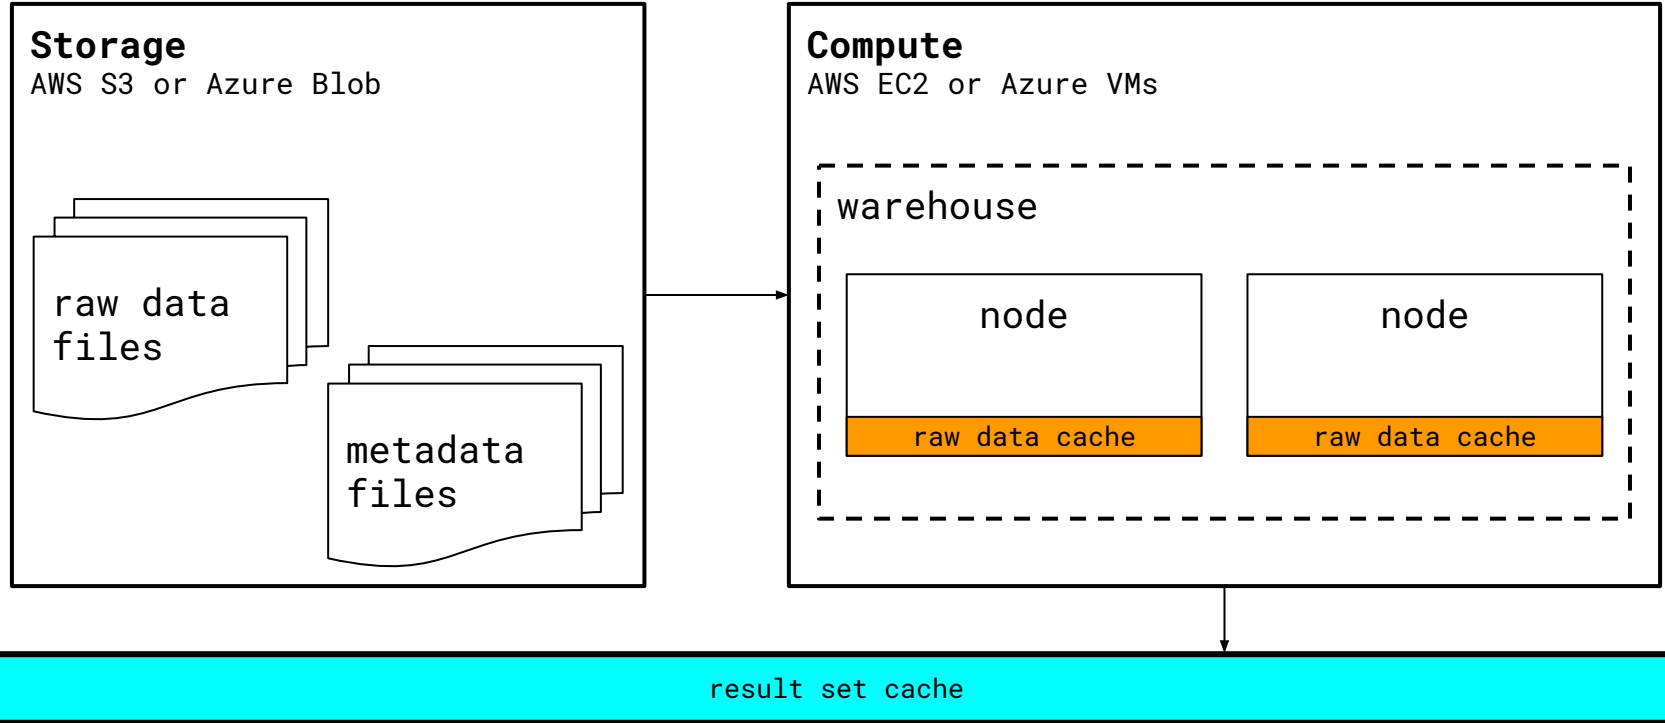 Storage
AWS S3 or Azure Blob
raw data
files
metadata
files
Compute
AWS EC2 or Azure VMs
warehouse
node
raw data cache
node
raw data cache
result set cache